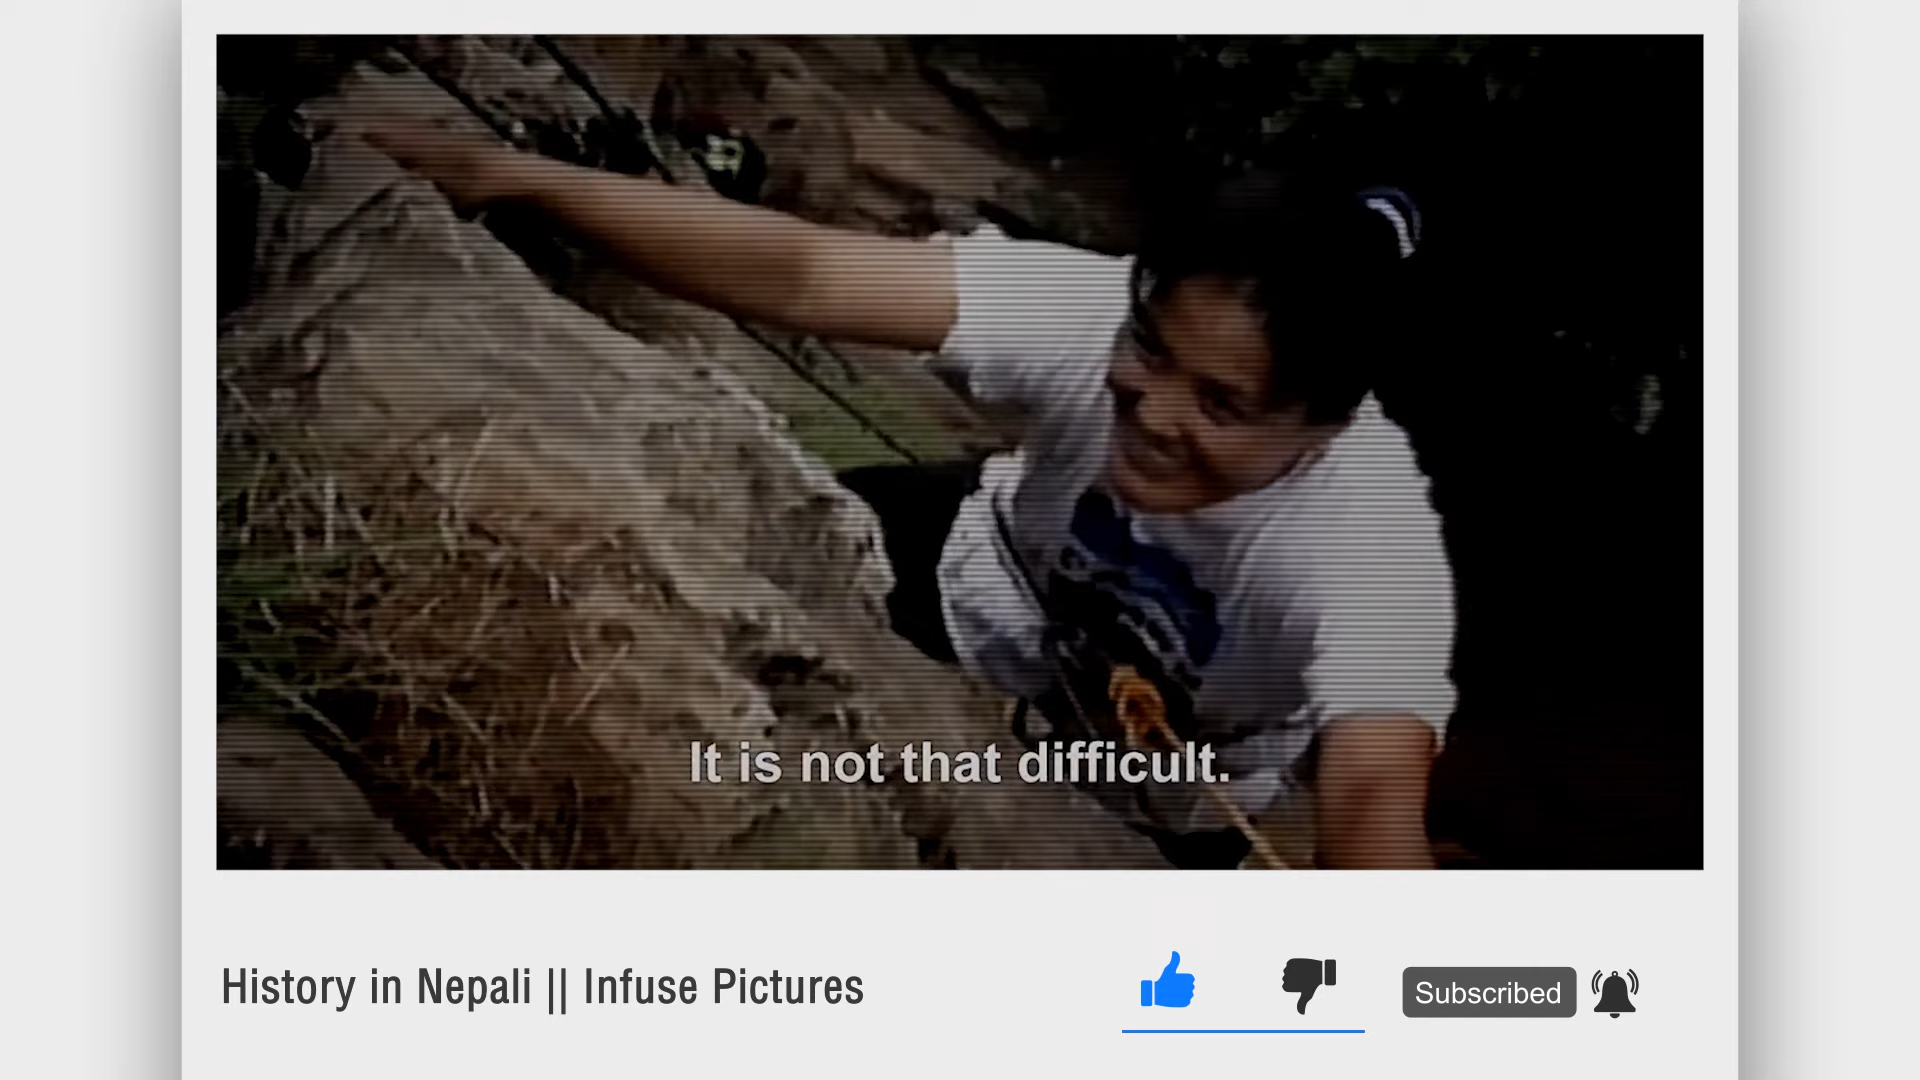 It is not that difficult.
History in Nepali || Infuse Pictures
Subscribed